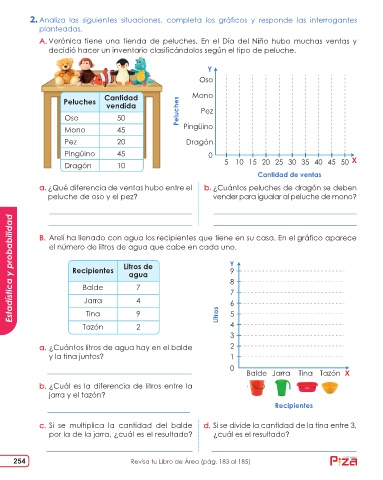 2. Analiza las siguientes situaciones, completa los gráficos y responde las interrogantes
planteadas.
A. Verónica tiene una tienda de peluches. En el Día del Niño hubo muchas ventas y
decidió hacer un inventario clasificándolos según el tipo de peluche.
Peluches Cantidad vendida
Oso 50
Mono 45
Pez 20
Pingüino 45
Dragón 10
Y
Peluches
Oso
Mono
Pez
Pingüino
Dragón
0
5 10 15 20 25 30 35 40 45 50 X
Cantidad de ventas
a. ¿Qué diferencia de ventas hubo entre el
peluche de oso y el pez?
b. ¿Cuántos peluches de dragón se deben
vender para igualar al peluche de mono?
Estadística y probabilidad
B. Areli ha llenado con agua los recipientes que tiene en su casa. En el gráfico aparece
el número de litros de agua que cabe en cada uno.
Recipientes Litros de agua
Balde 7
Jarra 4
Tina 9
Tazón 2
Y
Litros
9
8
7
6
5
4
3
2
1
0
Balde Jarra Tina Tazón X
Recipientes
a. ¿Cuántos litros de agua hay en el balde
y la tina juntos?
b. ¿Cuál es la diferencia de litros entre la
jarra y el tazón?
c. Si se multiplica la cantidad del balde
por la de la jarra, ¿cuál es el resultado?
d. Si se divide la cantidad de la tina entre 3,
¿cuál es el resultado?
254
Revisa tu Libro de Área (pág. 183 al 185)
Piza